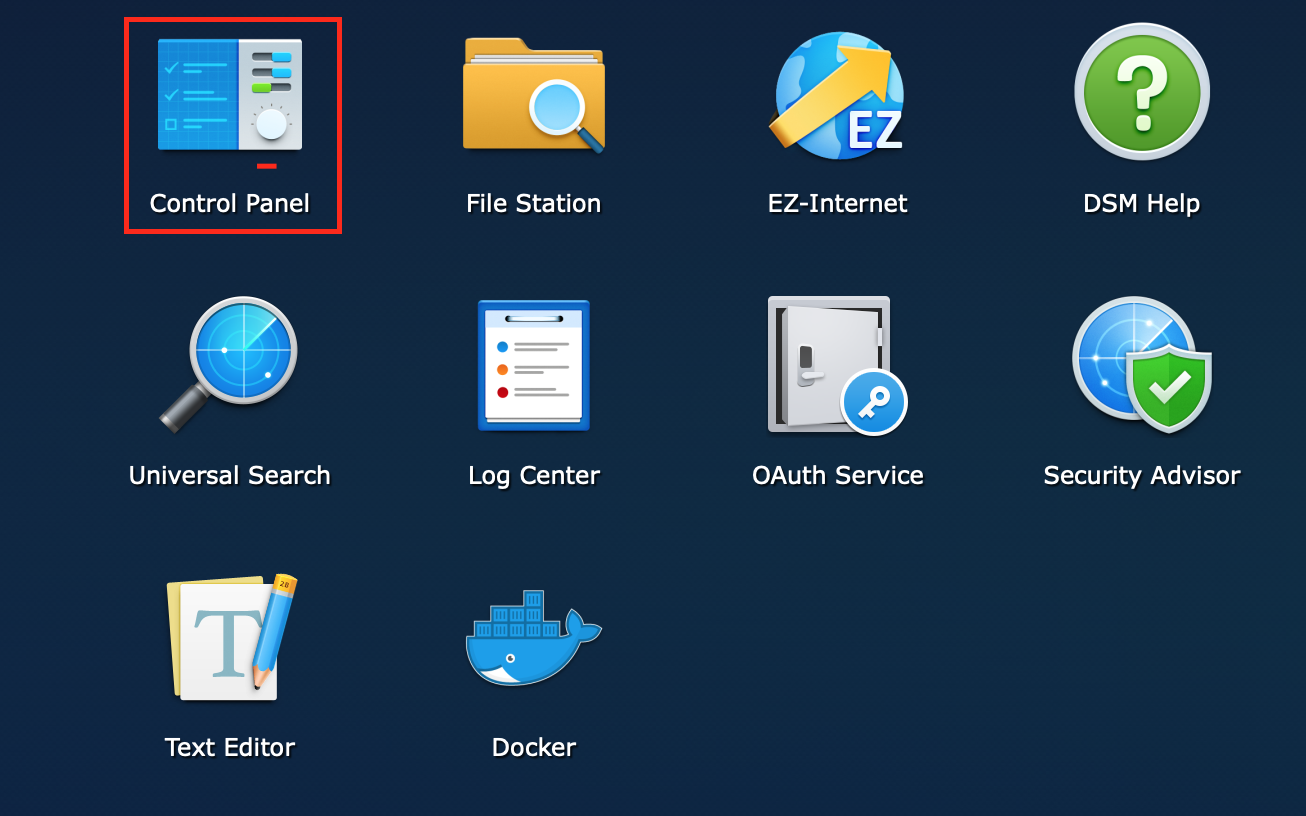 EZ
Control Panel
File Station
EZ-Internet
DSM Help
Universal Search
Log Center
OAuth Service
Security Advisor
T
2B
Text Editor
Docker